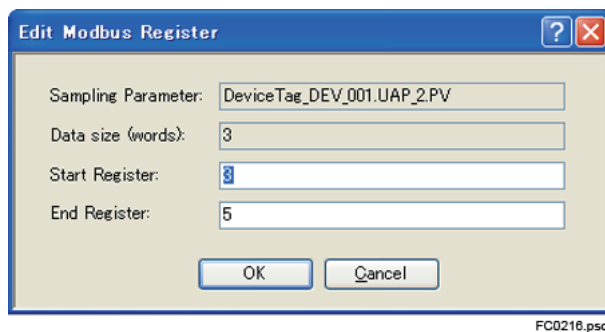 Edit Modbus Register
Sampling Parameter: DeviceTag_DEV_001.UAP_2.PV
Data size (words): 3
Start Register: 3
End Register: 5
OK Cancel
FC0216.psd